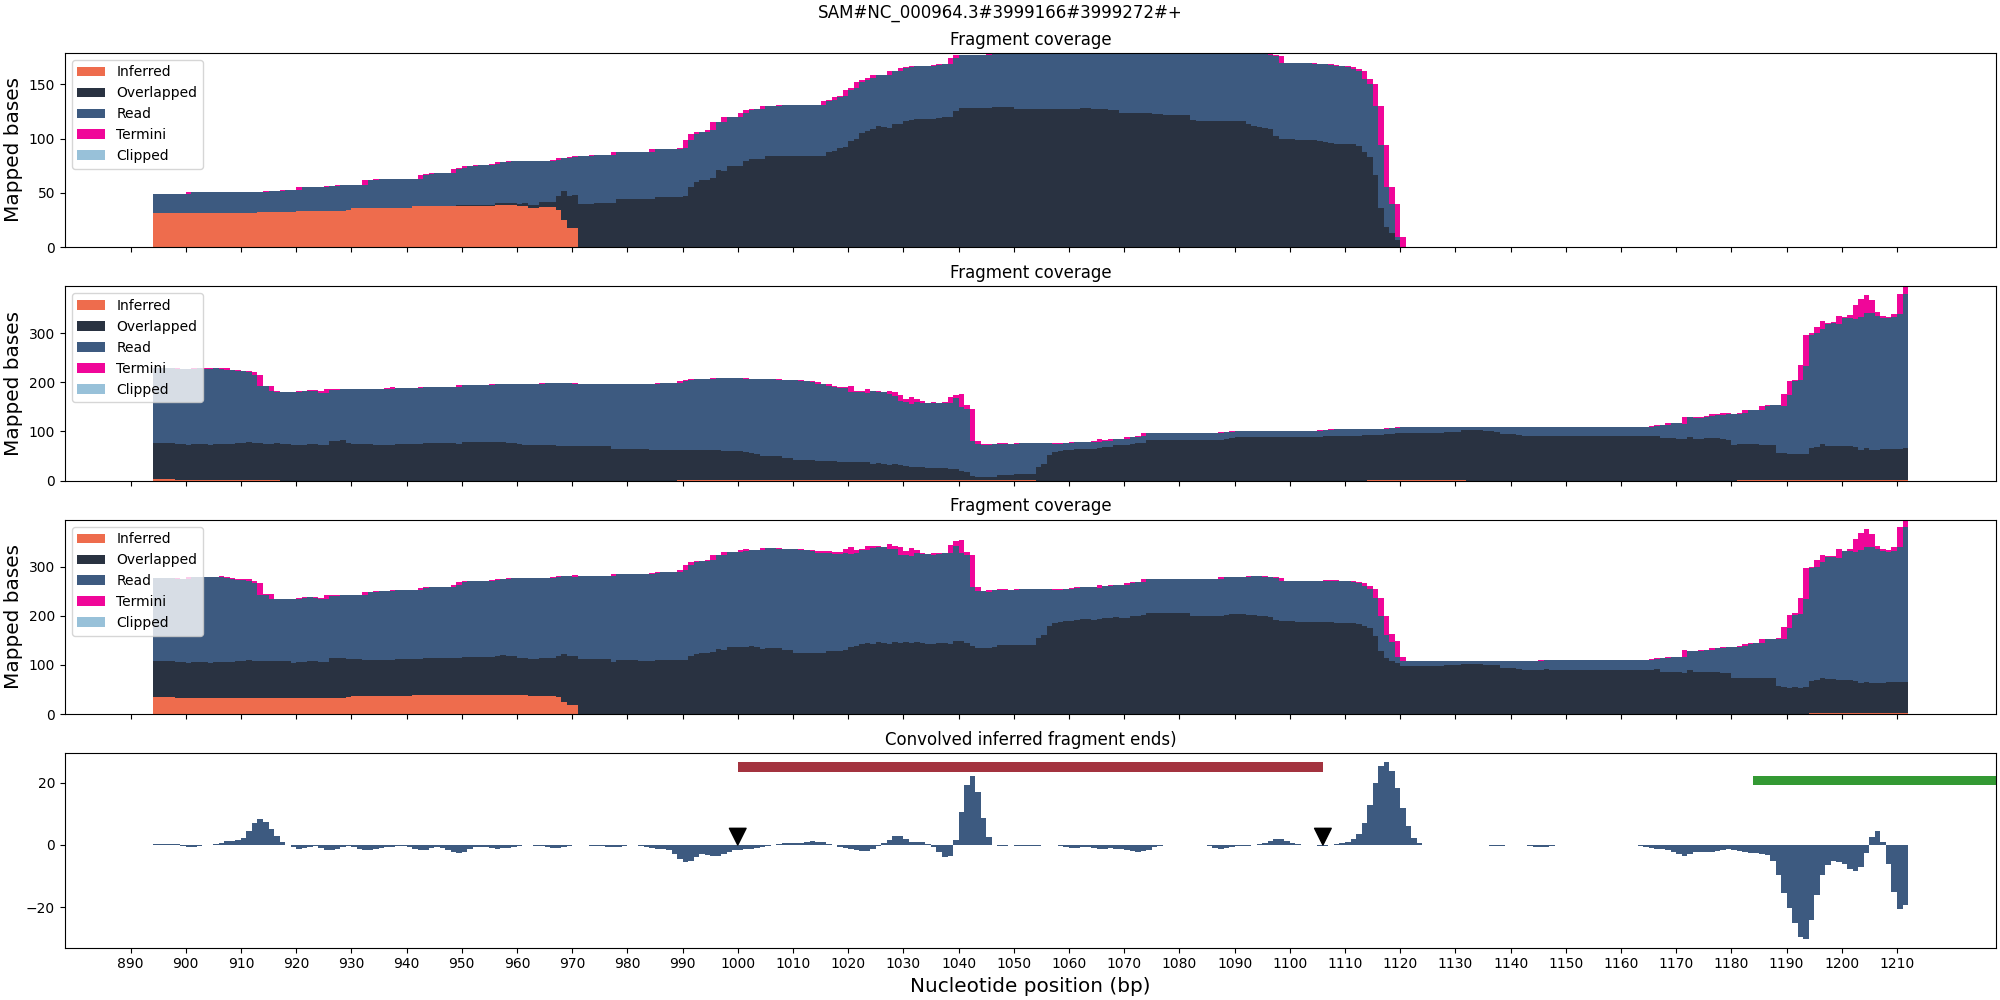 SAM#NC_000964.3#3999166#3999272#+
Fragment coverage
Mapped bases
150
100
50
0
Inferred
Overlapped
Read
Termini
Clipped
Fragment coverage
Mapped bases
300
200
100
0
Inferred
Overlapped
Read
Termini
Clipped
Fragment coverage
Mapped bases
300
200
100
0
Inferred
Overlapped
Read
Termini
Clipped
Convolved inferred fragment ends)
20
0
−20
890 900 910 920 930 940 950 960 970 980 990 1000 1010 1020 1030 1040 1050 1060 1070 1080 1090 1100 1110 1120 1130 1140 1150 1160 1170 1180 1190 1200 1210
Nucleotide position (bp)